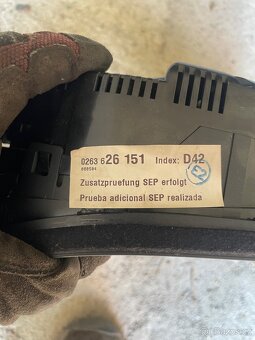 0263 626 151 Index: D42
Zusatzpruefung SEP erfolgt
Prueba adicional SEP realizada